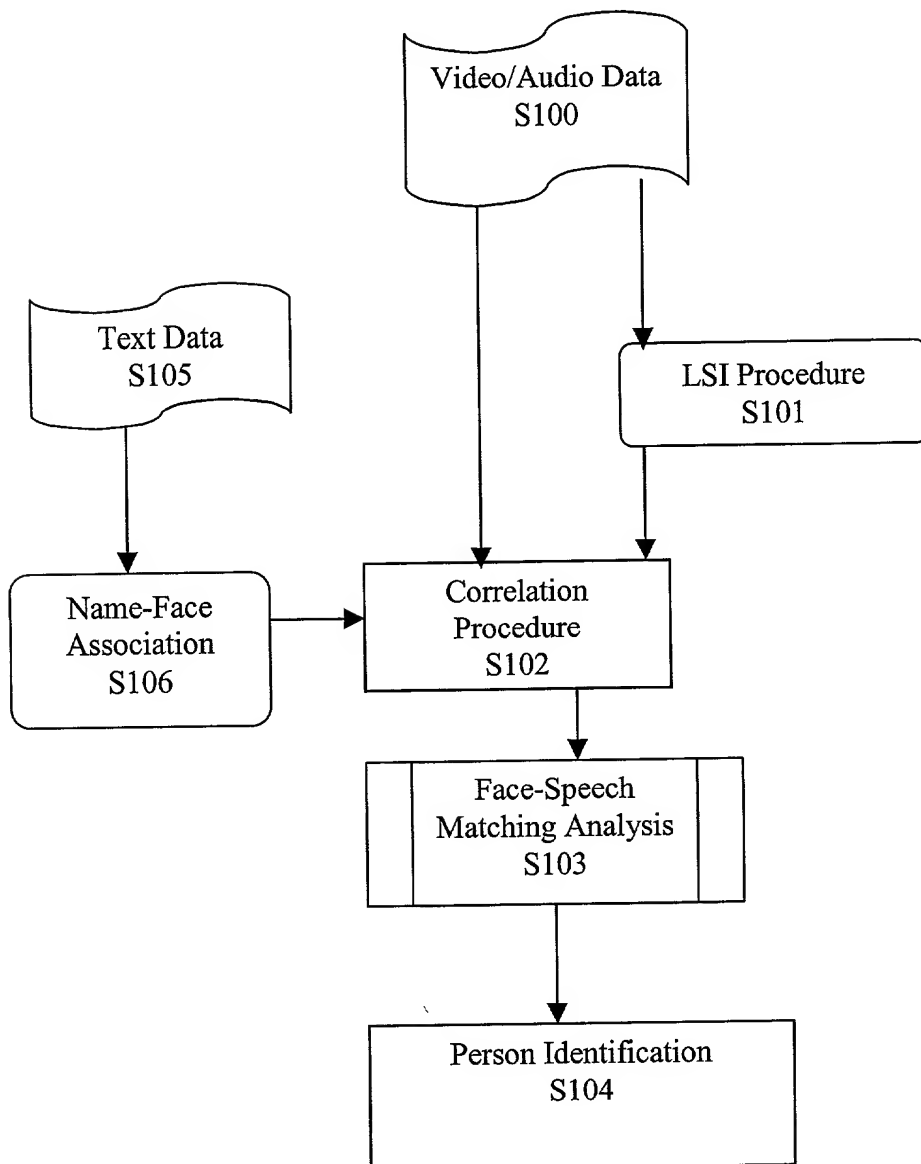 Video/Audio Data
S100
Text Data
S105
LSI Procedure
S101
Name-Face
Association
S106
Correlation
Procedure
S102
Face-Speech
Matching Analysis
S103
Person Identification
S104